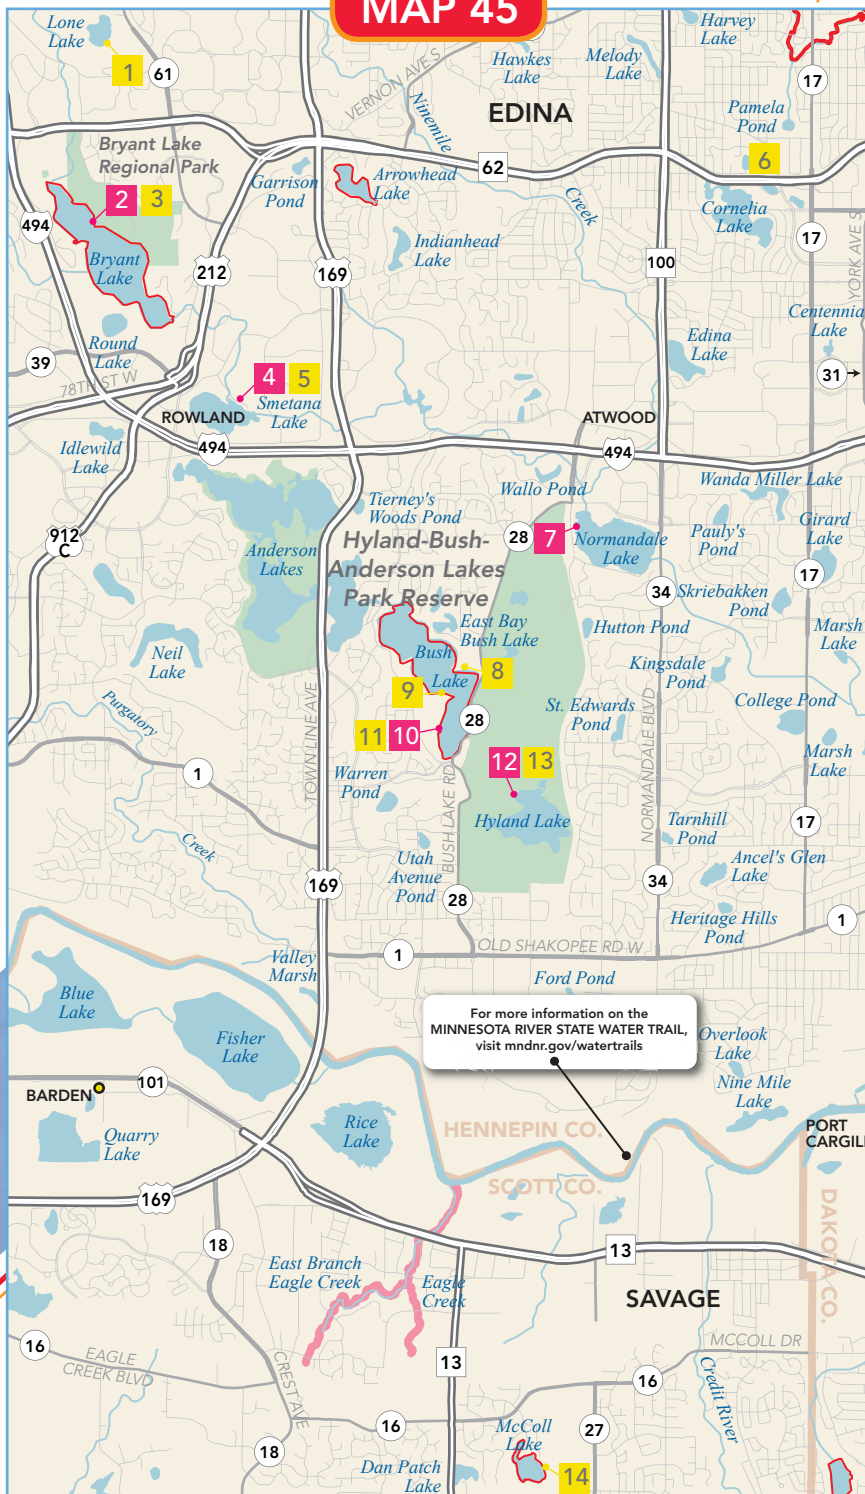 MAP 45
Lone
Lake
1
61
Harvey
Lake
Hawkes
Lake
Melody
Lake
VERNON AVE S
17
Ninemile
EDINA
Pamela
Pond
6
Bryant Lake
Regional Park
62
Garrison
Pond
Arrowhead
Lake
2
3
Creek
Cornelia
Lake
494
17
Indianhead
Lake
YORK AVE S
Bryant
Lake
212
169
100
Round
Lake
Centennia
Lake
Edina
Lake
39
78TH ST W
4
5
31
Smetana
Lake
ROWLAND
ATWOOD
Idlewild
Lake
494
494
Wanda Miller Lake
Wallo Pond
Tierney's
Woods Pond
912
C
Anderson
Lakes
Hyland-Bush-
Anderson Lakes
Park Reserve
28
7
Normandale
Lake
Pauly's
Pond
Girard
Lake
17
34
Skriebakken
Pond
East Bay
Bush Lake
Hutton Pond
Marsh
Lake
Neil
Lake
Bush
Lake
8
Kingsdale
Pond
9
Purgatory
TOWN LINE AVE
28
St. Edwards
Pond
NORMANDALE BLVD
College Pond
11
10
1
Warren
Pond
12
13
Marsh
Lake
BUSH LAKE RD
Hyland Lake
Tarnhill
Pond
17
Creek
Utah
Avenue
Pond
Ancel's Glen
Lake
169
28
34
Heritage Hills
Pond
1
Valley
Marsh
1
OLD SHAKOPEE RD W
Ford Pond
Blue
Lake
For more information on the
MINNESOTA RIVER STATE WATER TRAIL,
visit mndnr.gov/watertrails
Fisher
Lake
Overlook
Lake
Nine Mile
Lake
BARDEN
101
Rice
Lake
HENNEPIN CO.
PORT
CARGIL
Quarry
Lake
SCOTT CO.
169
DAKOTA CO.
18
13
East Branch
Eagle Creek
Eagle
Creek
SAVAGE
16
EAGLE
CREEK BLVD
13
MCCOLL DR
CREST AVE
16
Credit River
16
McColl
Lake
27
18
Dan Patch
Lake
14